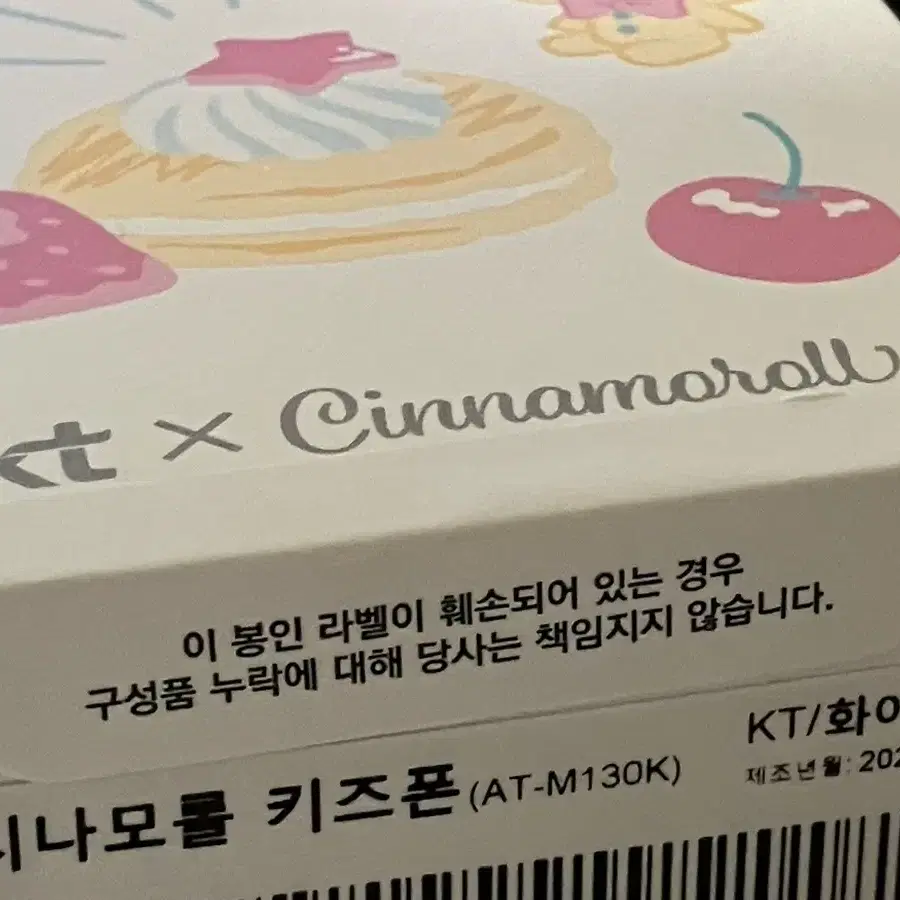 kt × Cinnamoroll
이 봉인 라벨이 훼손되어 있는 경우
구성품 누락에 대해 당사는 책임지지 않습니다.
시나모롤 키즈폰(AT-M130K)
KT/화이
제조년월: 202